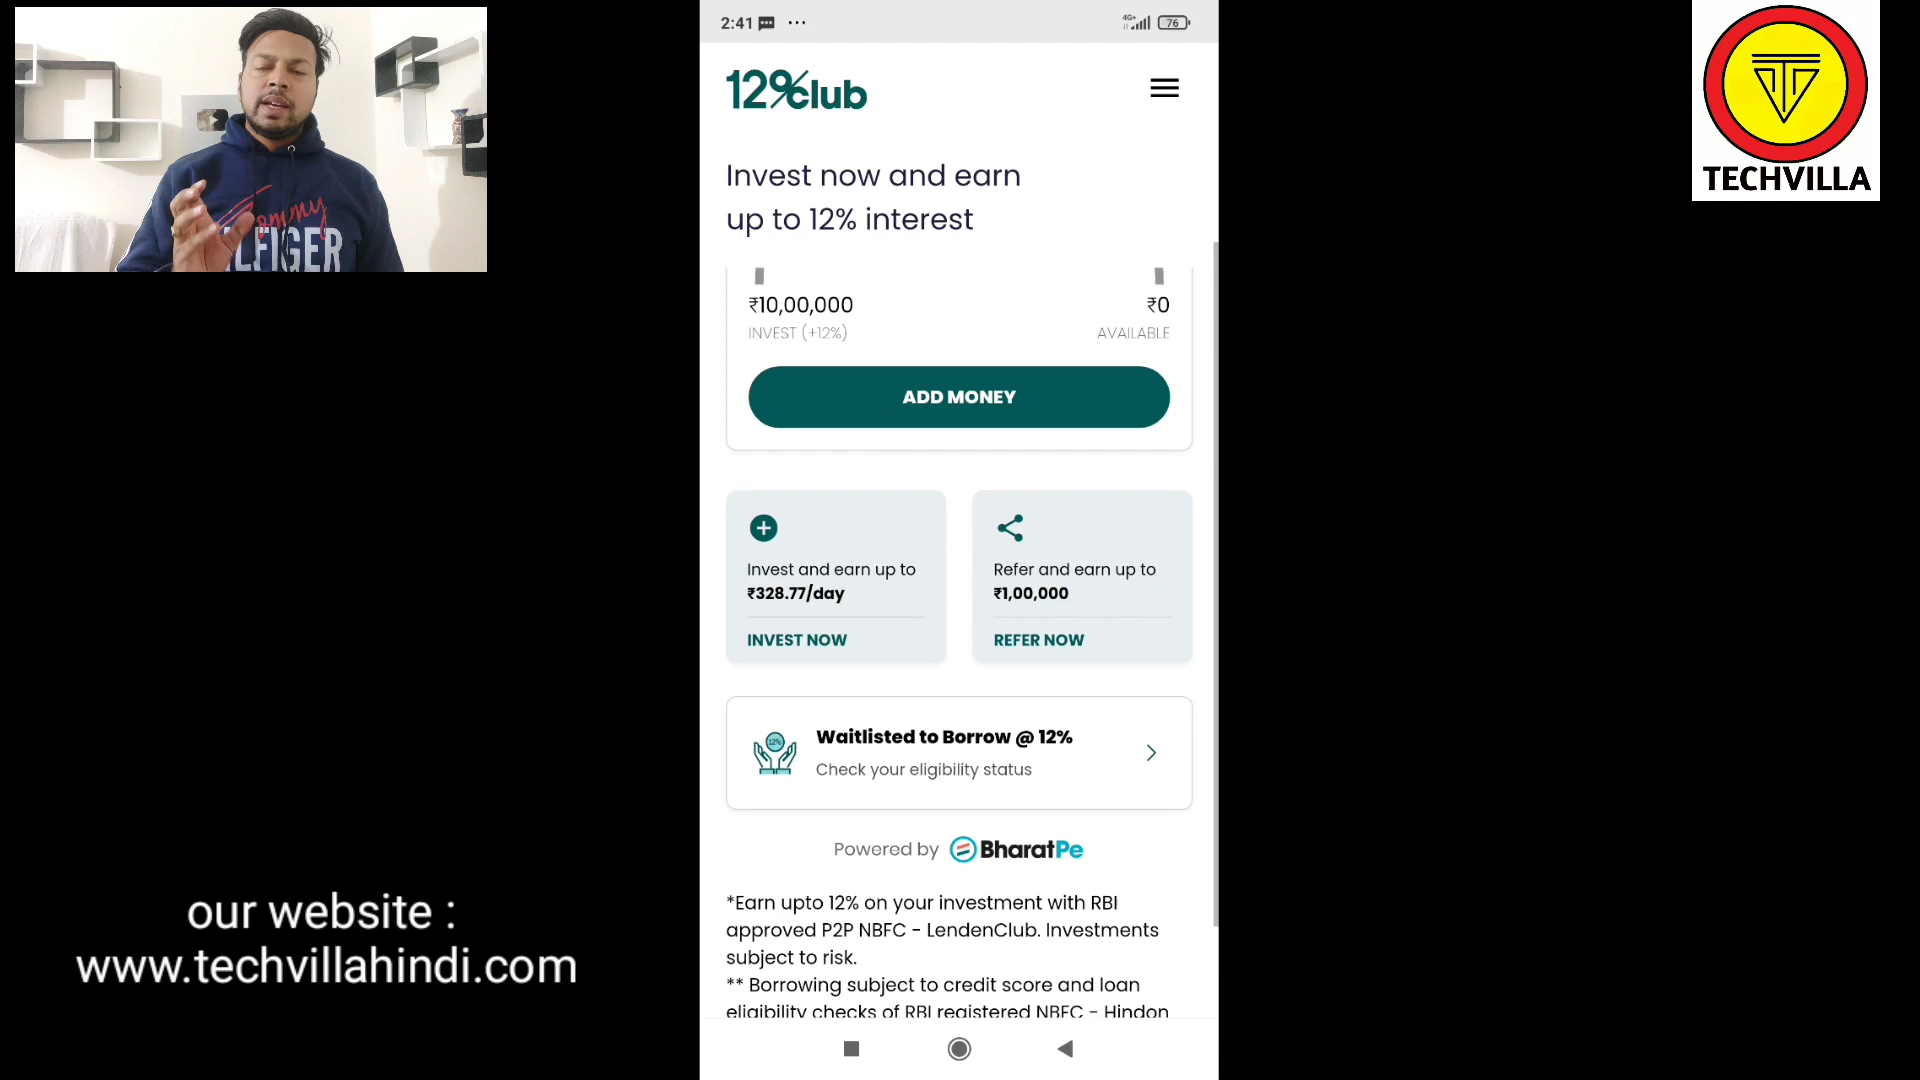 2:41
4G+
76
12%club
TECHVILLA
Invest now and earn
up to 12% interest
₹10,00,000
₹0
INVEST (+12%)
AVAILABLE
ADD MONEY
Invest and earn up to
₹328.77/day
INVEST NOW
Refer and earn up to
₹1,00,000
REFER NOW
12%
Waitlisted to Borrow @ 12%
Check your eligibility status
Powered by BharatPe
*Earn upto 12% on your investment with RBI
approved P2P NBFC - LendenClub. Investments
subject to risk.
** Borrowing subject to credit score and loan
eligibility checks of RBI registered NBFC - Hindon
our website :
www.techvillahindi.com